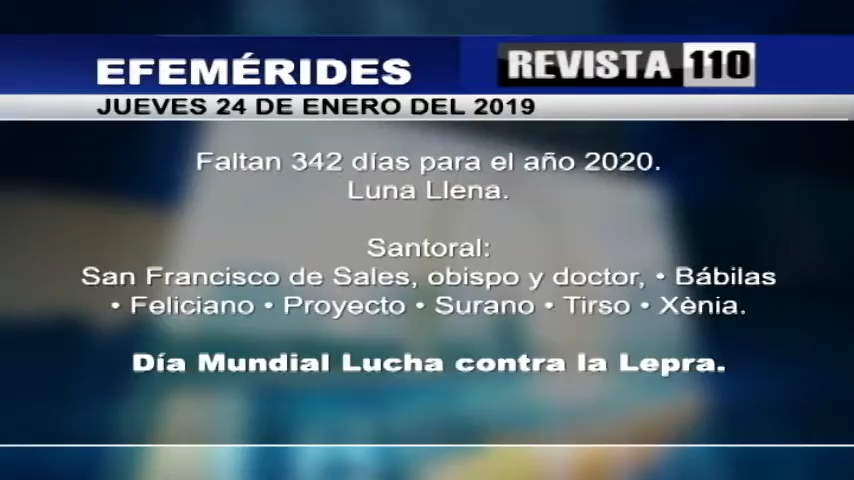 EFEMÉRIDES
REVISTA 110
JUEVES 24 DE ENERO DEL 2019
Faltan 342 días para el año 2020.
Luna Llena.
Santoral:
San Francisco de Sales, obispo y doctor, • Bábilas
• Feliciano • Proyecto • Surano • Tirso • Xènia.
Día Mundial Lucha contra la Lepra.